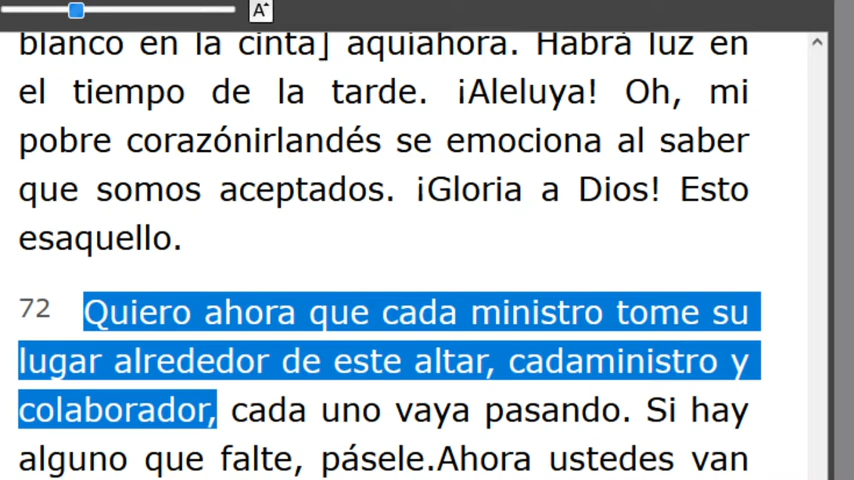 A
blanco en la cinta] aquíahora. Habrá luz en
el tiempo de la tarde. ¡Aleluya! Oh, mi
pobre corazónirlandés se emociona al saber
que somos aceptados. ¡Gloria a Dios! Esto
esaquello.
72 Quiero ahora que cada ministro tome su
lugar alrededor de este altar, cadaministro y
colaborador, cada uno vaya pasando. Si hay
alguno que falte, pásele.Ahora ustedes van